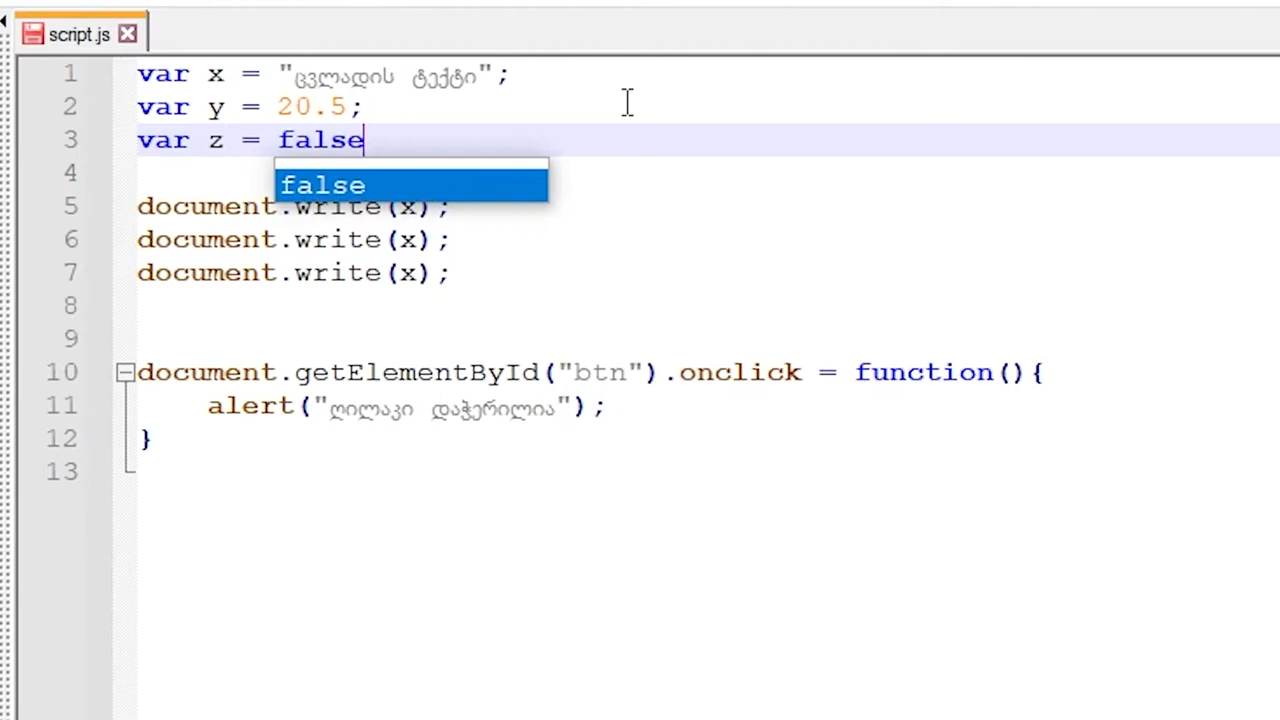 script.js
1 var x = "ცვლადის ტექტი";
2 var y = 20.5;
3 var z = false
4 false
5 document.write(x);
6 document.write(x);
7 document.write(x);
8
9
10 document.getElementById("btn").onclick = function(){
11 alert("ღილაკი დაჭერილია");
12 }
13